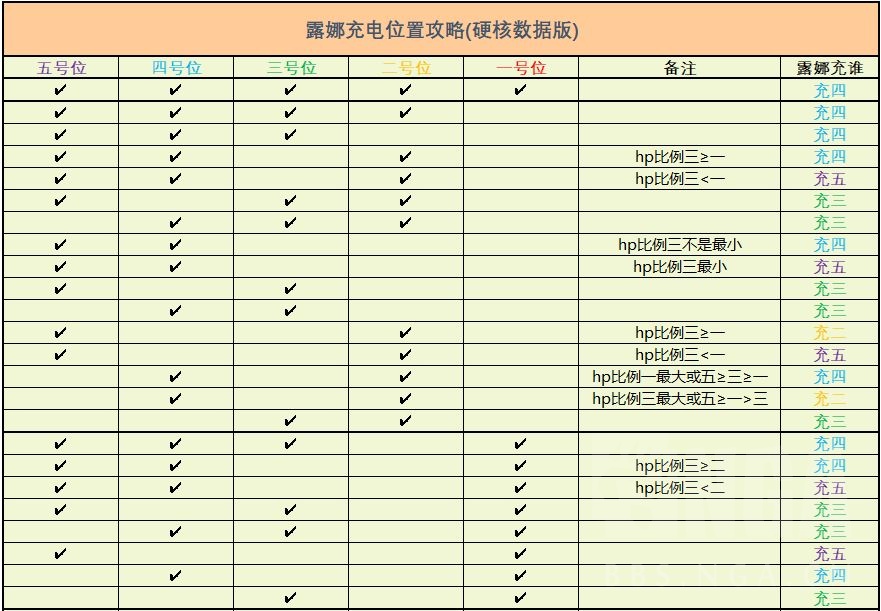 露娜充电位置攻略(硬核数据版)
五号位 四号位 三号位 二号位 一号位 备注 露娜充谁
✔ ✔ ✔ ✔ ✔ 充四
✔ ✔ ✔ ✔ 充四
✔ ✔ ✔ 充四
✔ ✔ ✔ hp比例三≥一 充四
✔ ✔ ✔ hp比例三<一 充五
✔ ✔ ✔ 充三
✔ ✔ ✔ 充三
✔ ✔ hp比例三不是最小 充四
✔ ✔ hp比例三最小 充五
✔ ✔ 充三
✔ ✔ 充三
✔ ✔ hp比例三≥一 充二
✔ ✔ hp比例三<一 充五
✔ ✔ hp比例一最大或五≥三≥一 充四
✔ ✔ hp比例三最大或五≥一>三 充二
✔ ✔ 充三
✔ ✔ ✔ ✔ 充四
✔ ✔ ✔ hp比例三≥二 充四
✔ ✔ ✔ hp比例三<二 充五
✔ ✔ ✔ 充三
✔ ✔ ✔ 充三
✔ ✔ 充五
✔ ✔ 充四
✔ ✔ 充三